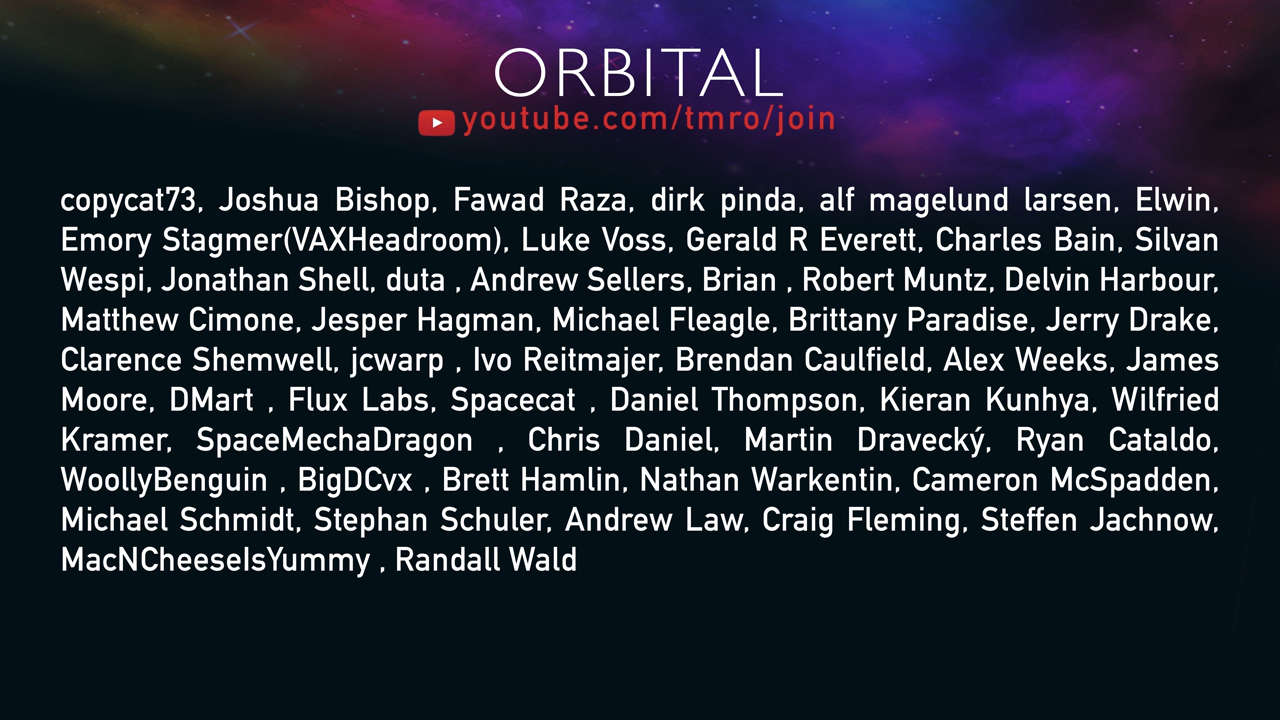 ORBITAL
youtube.com/tmro/join
copycat73, Joshua Bishop, Fawad Raza, dirk pinda, alf magelund larsen, Elwin,
Emory Stagmer(VAXHeadroom), Luke Voss, Gerald R Everett, Charles Bain, Silvan
Wespi, Jonathan Shell, duta , Andrew Sellers, Brian , Robert Muntz, Delvin Harbour,
Matthew Cimone, Jesper Hagman, Michael Fleagle, Brittany Paradise, Jerry Drake,
Clarence Shemwell, jcwarp , Ivo Reitmajer, Brendan Caulfield, Alex Weeks, James
Moore, DMart , Flux Labs, Spacecat , Daniel Thompson, Kieran Kunhya, Wilfried
Kramer, SpaceMechaDragon , Chris Daniel, Martin Dravecký, Ryan Cataldo,
WoollyBenguin , BigDCvx , Brett Hamlin, Nathan Warkentin, Cameron McSpadden,
Michael Schmidt, Stephan Schuler, Andrew Law, Craig Fleming, Steffen Jachnow,
MacNCheeseIsYummy , Randall Wald